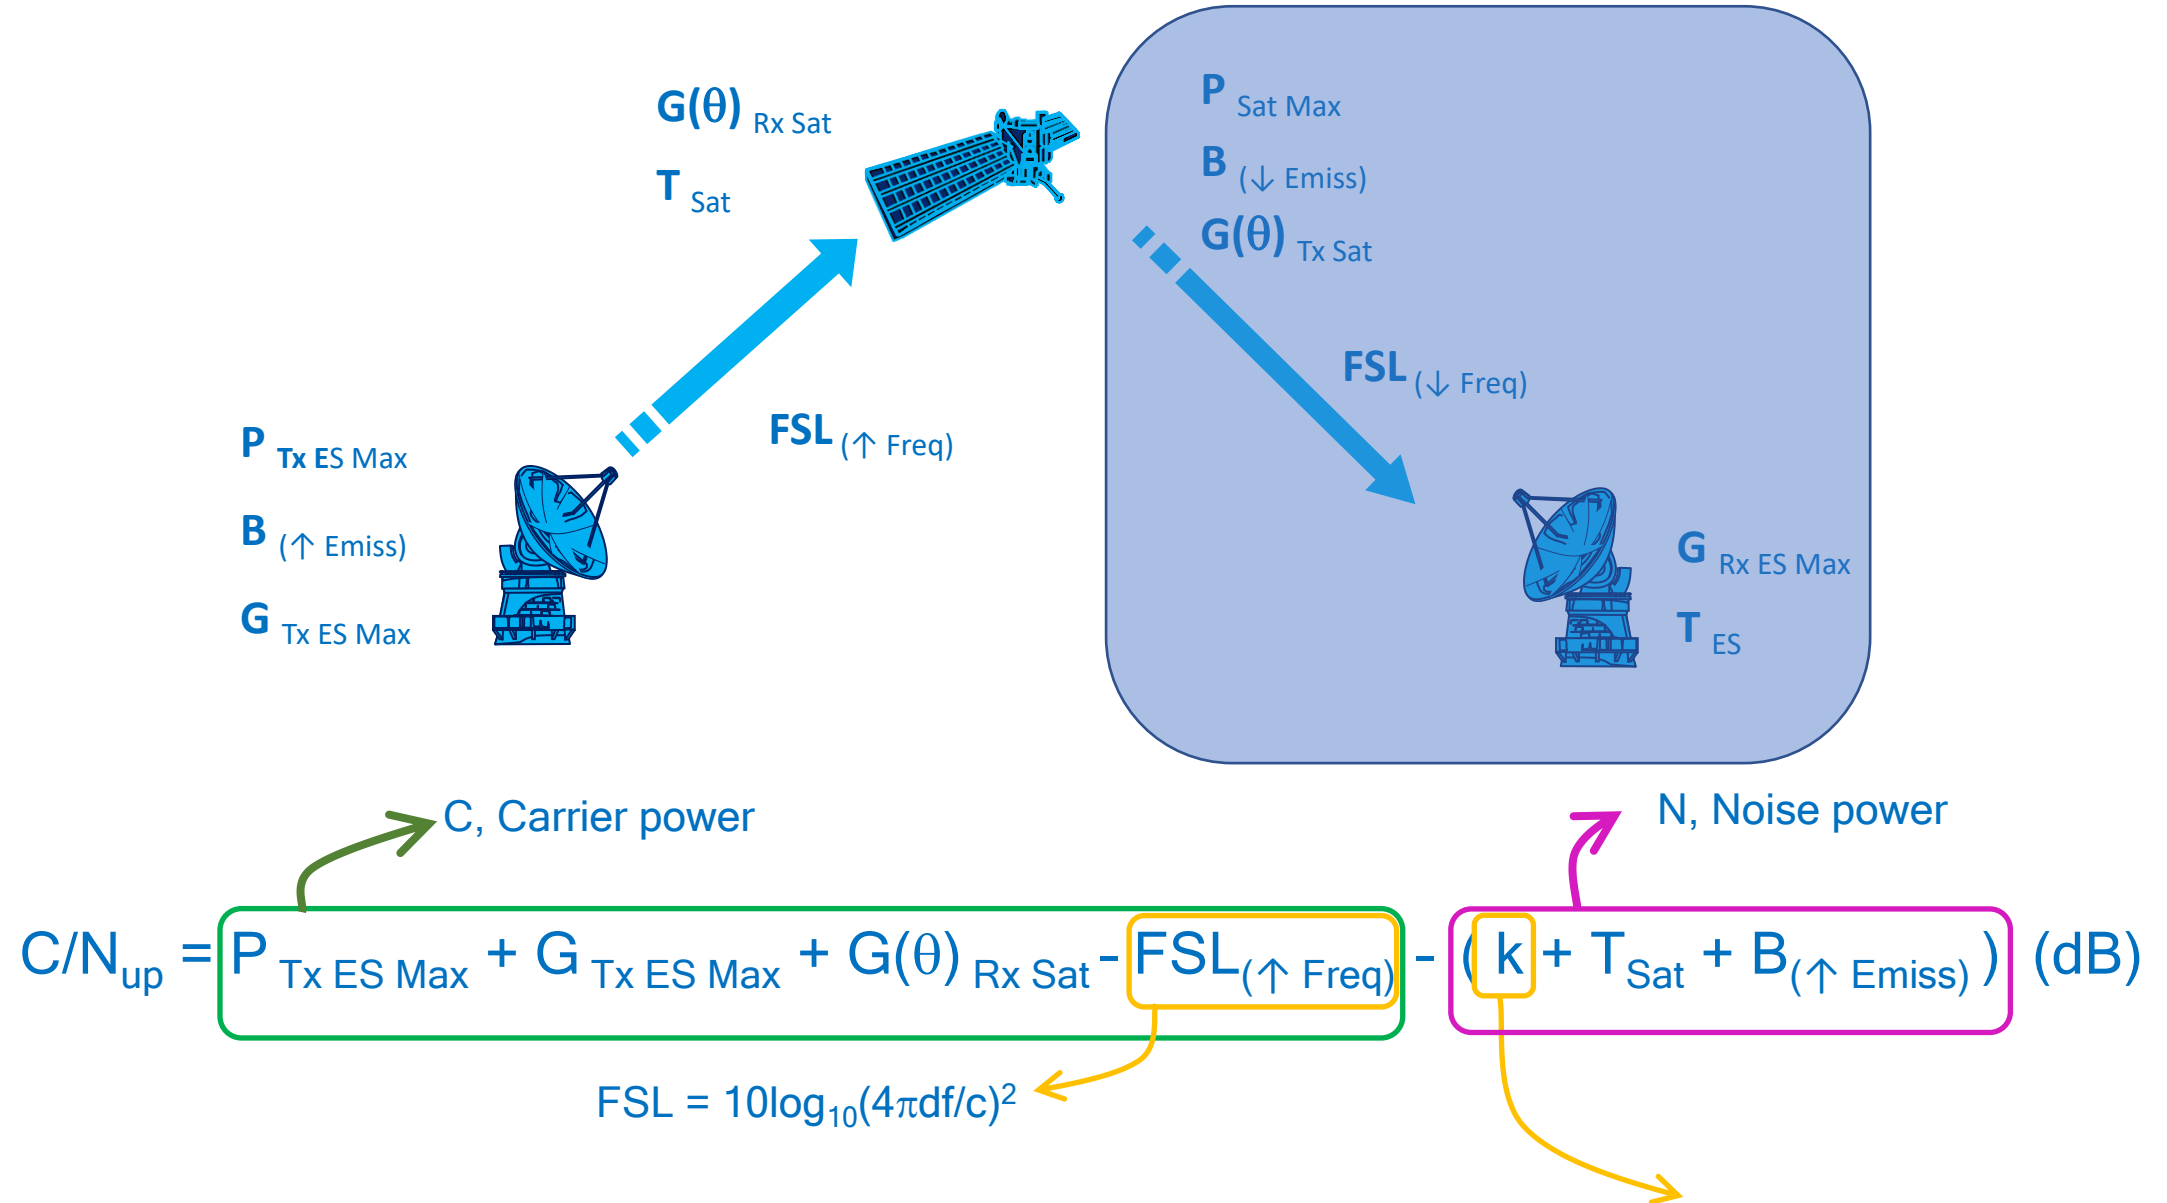 G(θ) Rx Sat
T Sat
P Sat Max
B (↓ Emiss)
G(θ) Tx Sat
FSL (↓ Freq)
P Tx ES Max
B (↑ Emiss)
G Tx ES Max
FSL (↑ Freq)
G Rx ES Max
T ES
C, Carrier power
N, Noise power
C/Nup = P Tx ES Max + G Tx ES Max + G(θ) Rx Sat - FSL(↑ Freq) - ( k + TSat + B(↑ Emiss) ) (dB)
FSL = 10log10(4πdf/c)2